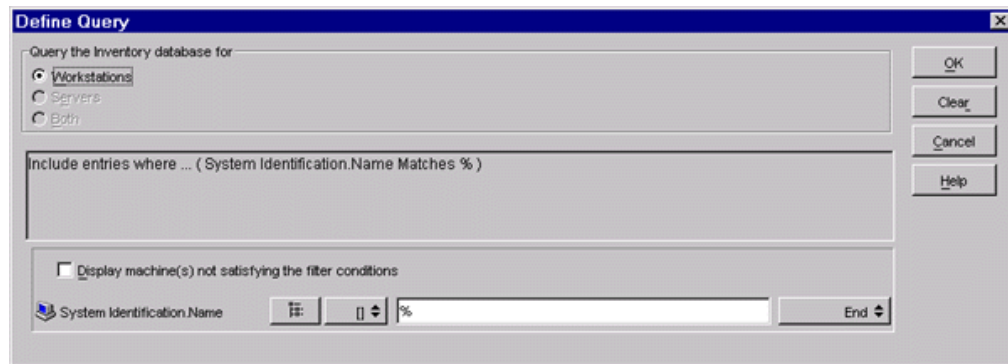 Define Query
Query the Inventory database for
Workstations
Servers
Both
OK
Clear
Cancel
Help
Include entries where ... ( System Identification.Name Matches % )
Display machine(s) not satisfying the filter conditions
System Identification.Name [] % End